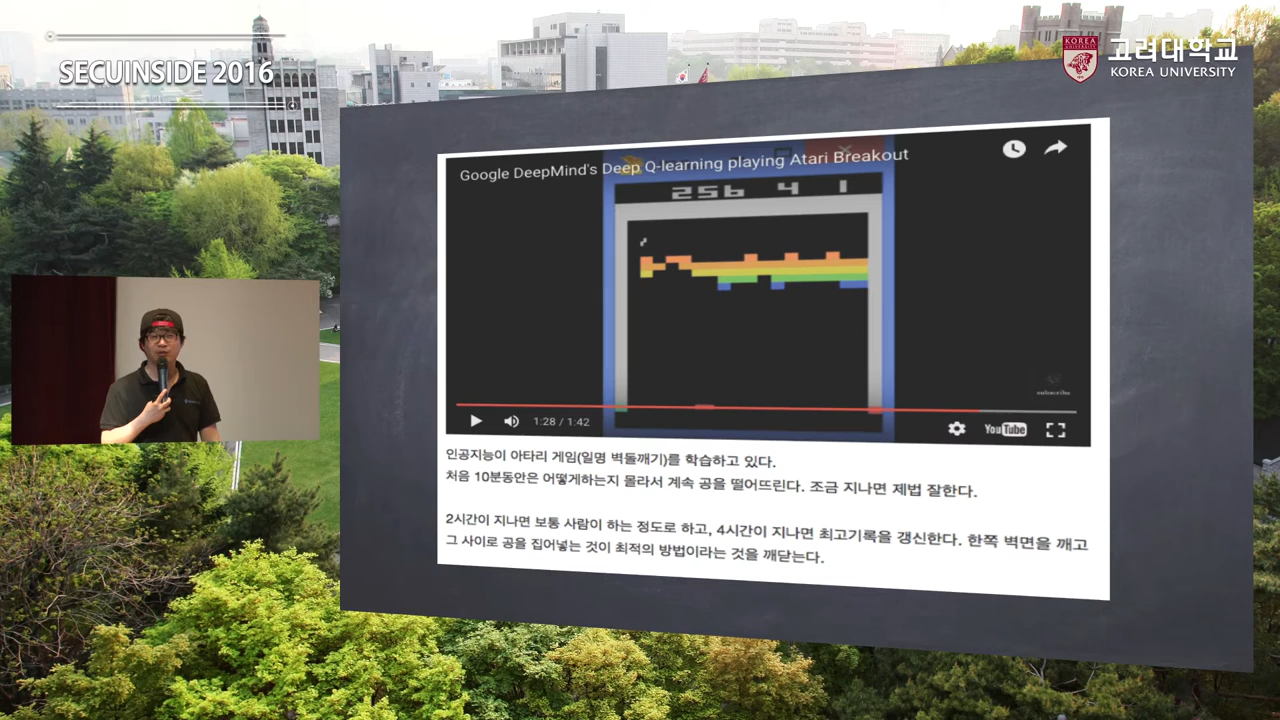 SECUINSIDE 2016
KOREA
고려대학교
KOREA UNIVERSITY
Google DeepMind's Deep Q-learning playing Atari Breakout
256 4 1
subscribe
1:28 / 1:42
YouTube
인공지능이 아타리 게임(일명 벽돌깨기)를 학습하고 있다.
처음 10분동안은 어떻게하는지 몰라서 계속 공을 떨어뜨린다. 조금 지나면 제법 잘한다.
2시간이 지나면 보통 사람이 하는 정도로 하고, 4시간이 지나면 최고기록을 갱신한다. 한쪽 벽면을 깨고
그 사이로 공을 집어넣는 것이 최적의 방법이라는 것을 깨닫는다.